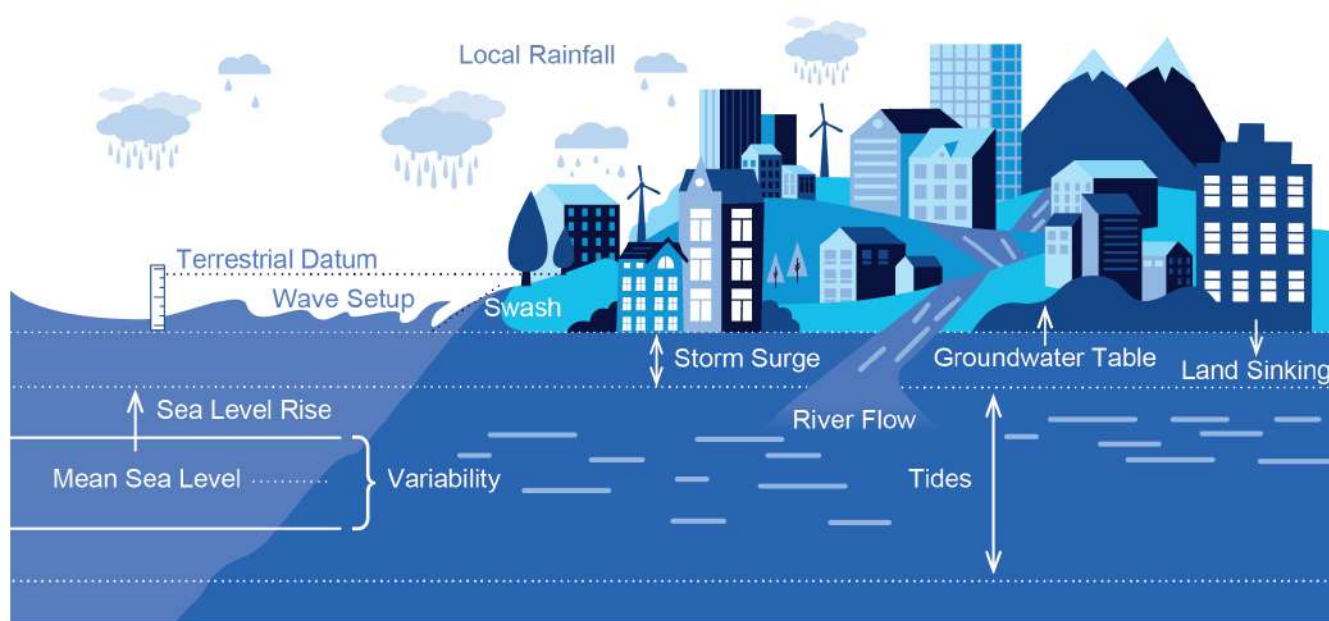 Local Rainfall
Terrestrial Datum
Wave Setup
Swash
Storm Surge
Groundwater Table
Land Sinking
Sea Level Rise
River Flow
Mean Sea Level
Variability
Tides